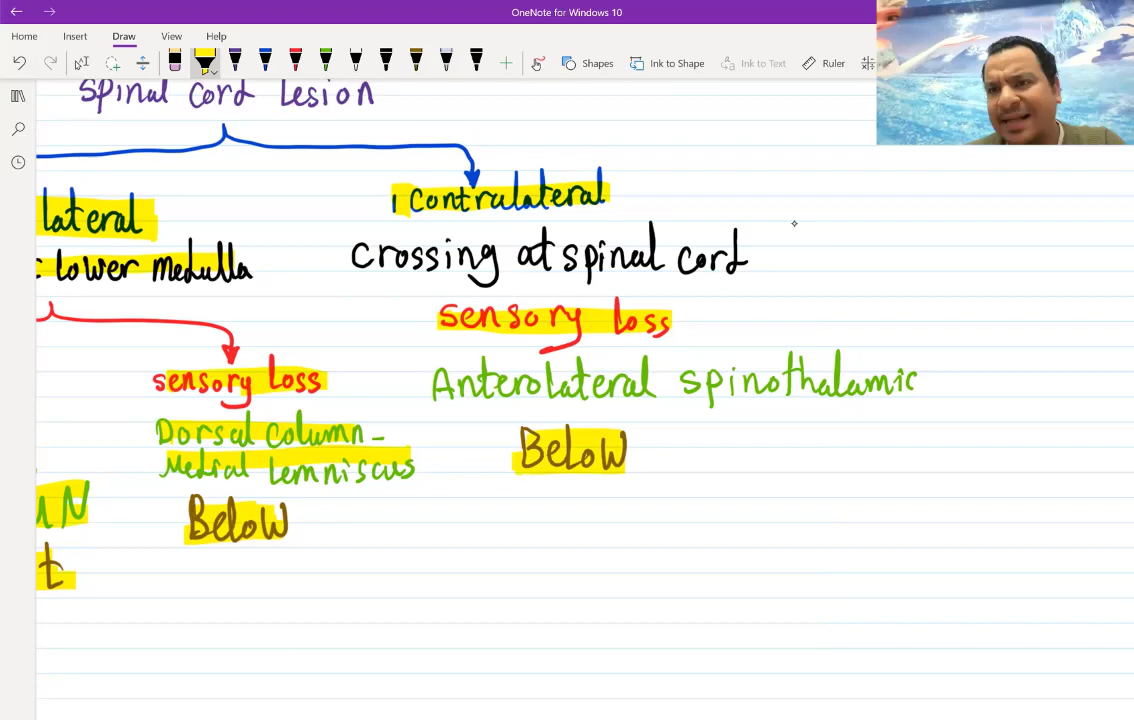 OneNote for Windows 10
Home Insert Draw View Help
Shapes Ink to Shape Ink to Text Ruler
Spinal Cord Lesion
lateral
lower medulla
Contralateral
crossing at spinal cord
sensory loss
Anterolateral spinothalamic
Below
sensory Loss
Dorsal column -
Medial lemniscus
Below
N
t